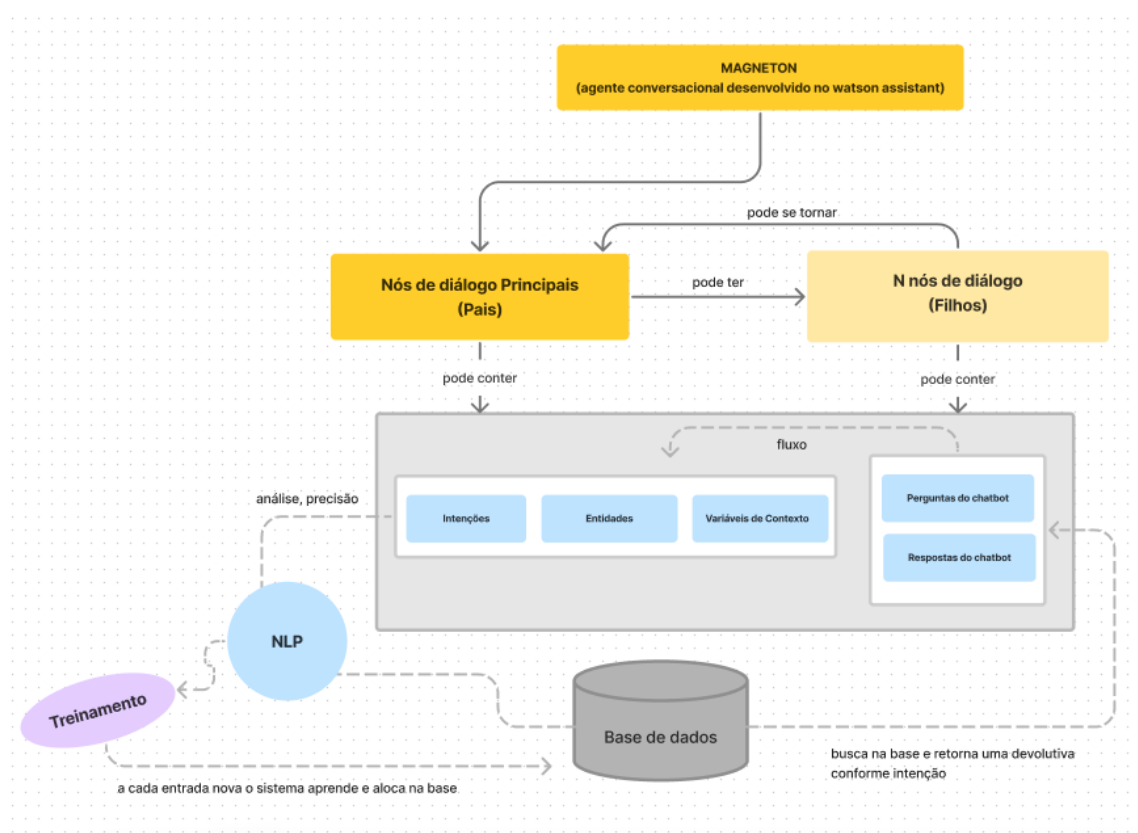 MAGNETON
(agente conversacional desenvolvido no watson assistant)
pode se tornar
Nós de diálogo Principais
(Pais)
pode ter
N nós de diálogo
(Filhos)
pode conter
pode conter
fluxo
análise, precisão
Intenções
Entidades
Variáveis de Contexto
Perguntas do chatbot
Respostas do chatbot
NLP
Treinamento
Base de dados
busca na base e retorna uma devolutiva
conforme intenção
a cada entrada nova o sistema aprende e aloca na base